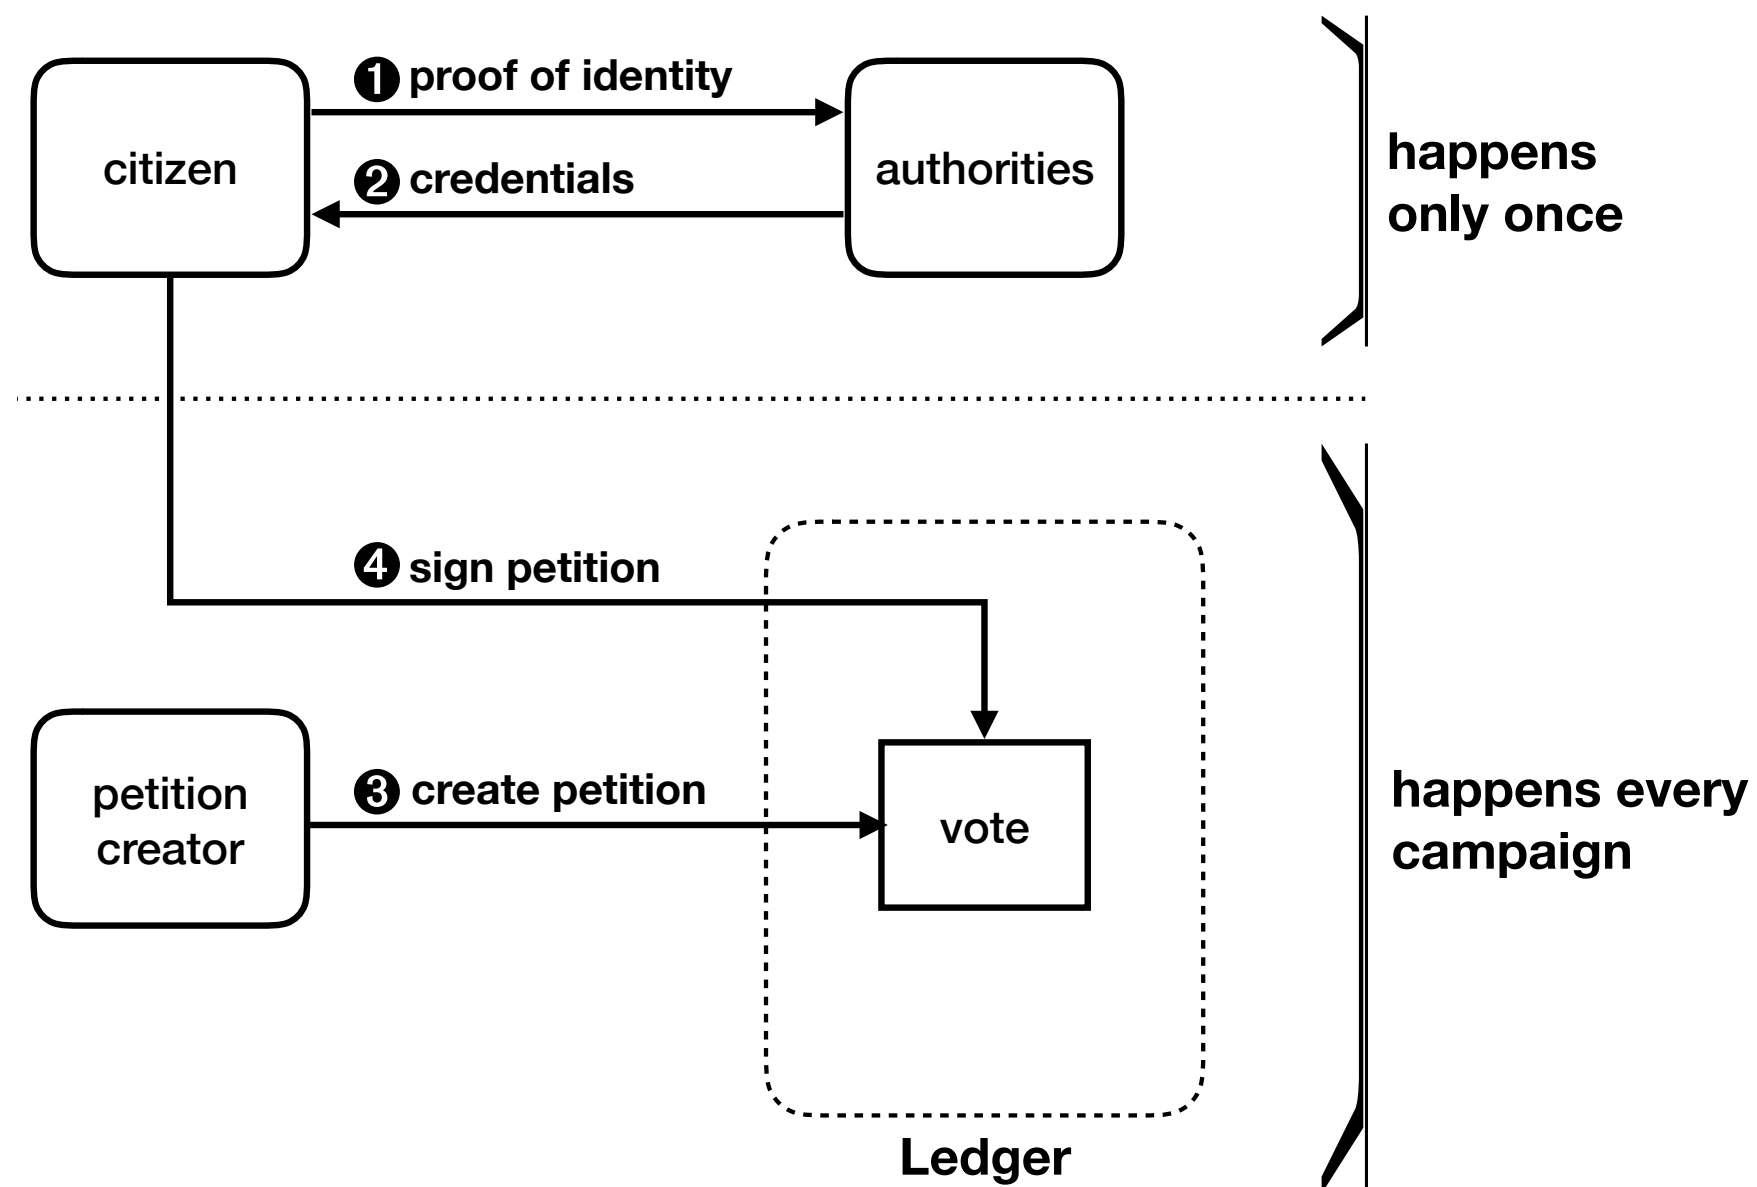 ❶ proof of identity
citizen
❷ credentials
authorities
happens
only once
❹ sign petition
petition
creator
❸ create petition
vote
happens every
campaign
Ledger